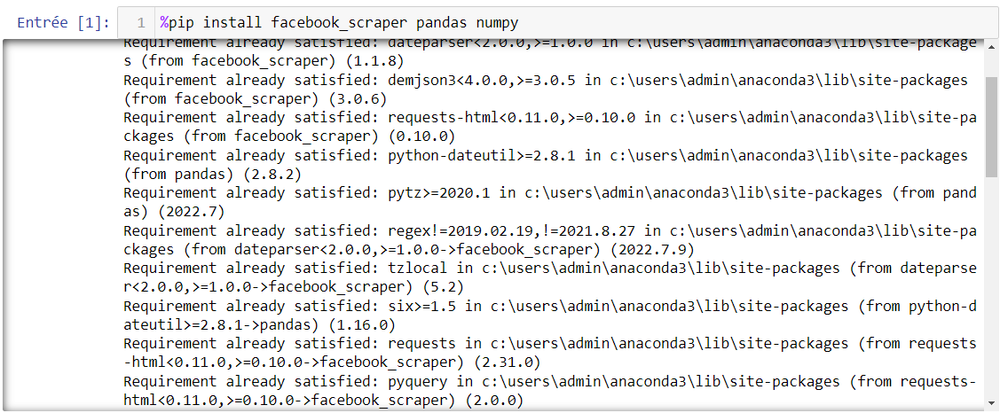 Entrée [1]:
1 %pip install facebook_scraper pandas numpy
Requirement already satisfied: dateparser<2.0.0,>=1.0.0 in c:\users\admin\anaconda3\lib\site-package
s (from facebook_scraper) (1.1.8)
Requirement already satisfied: demjson3<4.0.0,>=3.0.5 in c:\users\admin\anaconda3\lib\site-packages
(from facebook_scraper) (3.0.6)
Requirement already satisfied: requests-html<0.11.0,>=0.10.0 in c:\users\admin\anaconda3\lib\site-pa
ckages (from facebook_scraper) (0.10.0)
Requirement already satisfied: python-dateutil>=2.8.1 in c:\users\admin\anaconda3\lib\site-packages
(from pandas) (2.8.2)
Requirement already satisfied: pytz>=2020.1 in c:\users\admin\anaconda3\lib\site-packages (from pand
as) (2022.7)
Requirement already satisfied: regex!=2019.02.19,!=2021.8.27 in c:\users\admin\anaconda3\lib\site-pa
ckages (from dateparser<2.0.0,>=1.0.0->facebook_scraper) (2022.7.9)
Requirement already satisfied: tzlocal in c:\users\admin\anaconda3\lib\site-packages (from dateparse
r<2.0.0,>=1.0.0->facebook_scraper) (5.2)
Requirement already satisfied: six>=1.5 in c:\users\admin\anaconda3\lib\site-packages (from python-d
ateutil>=2.8.1->pandas) (1.16.0)
Requirement already satisfied: requests in c:\users\admin\anaconda3\lib\site-packages (from requests
-html<0.11.0,>=0.10.0->facebook_scraper) (2.31.0)
Requirement already satisfied: pyquery in c:\users\admin\anaconda3\lib\site-packages (from requests-
html<0.11.0,>=0.10.0->facebook_scraper) (2.0.0)